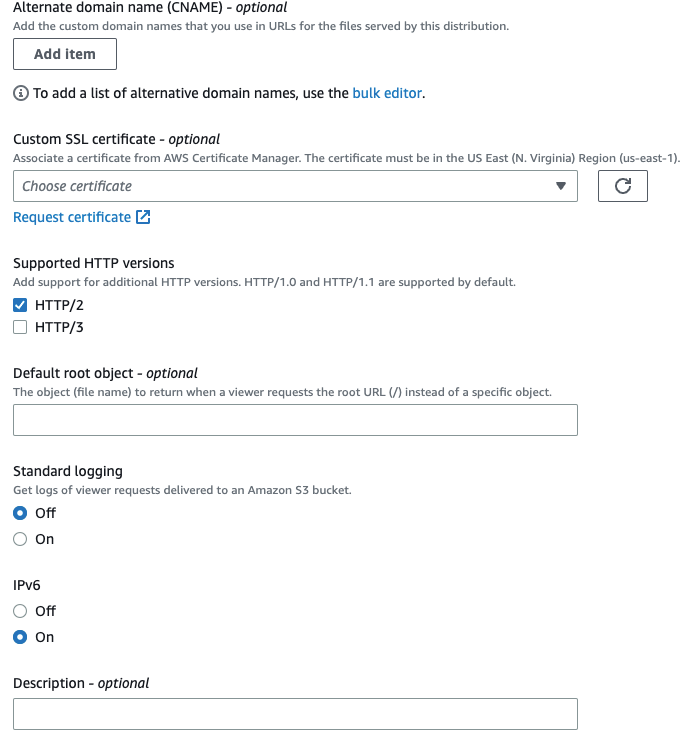 Alternate domain name (CNAME) - optional
Add the custom domain names that you use in URLs for the files served by this distribution.
Add item
To add a list of alternative domain names, use the bulk editor.
Custom SSL certificate - optional
Associate a certificate from AWS Certificate Manager. The certificate must be in the US East (N. Virginia) Region (us-east-1).
Choose certificate
Request certificate
Supported HTTP versions
Add support for additional HTTP versions. HTTP/1.0 and HTTP/1.1 are supported by default.
HTTP/2
HTTP/3
Default root object - optional
The object (file name) to return when a viewer requests the root URL (/) instead of a specific object.
Standard logging
Get logs of viewer requests delivered to an Amazon S3 bucket.
Off
On
IPv6
Off
On
Description - optional